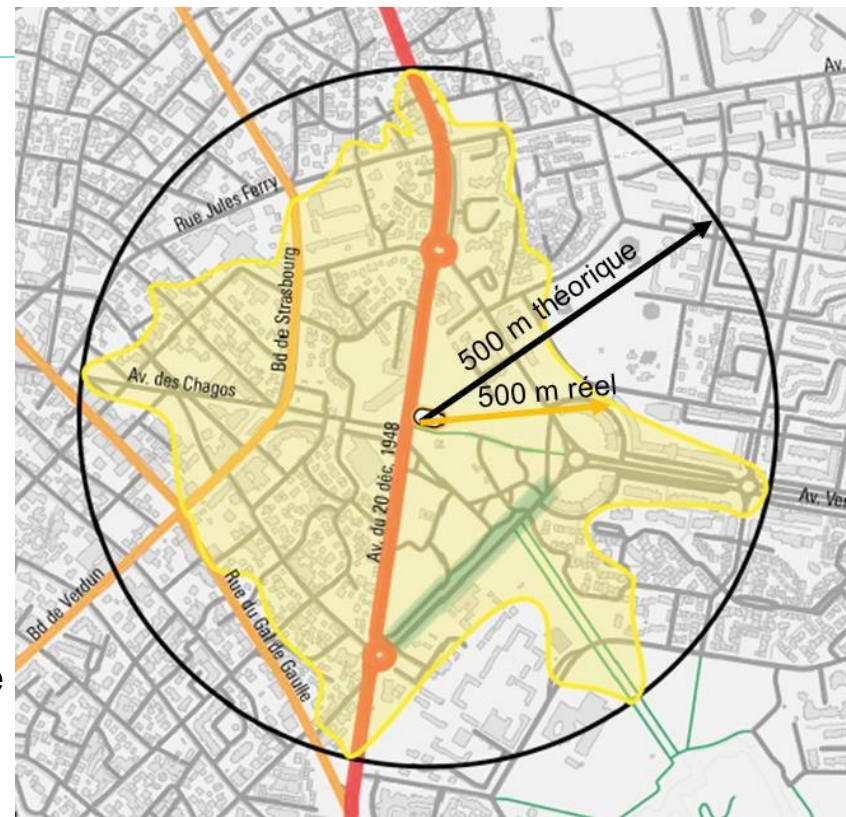 Av.
Rue Jules Ferry
Bd de Strasbourg
500 m théorique
Av. des Chagos
500 m réel
Av. du 20 déc. 1948
Av. Ver
Bd de Verdun
Rue du Gal de Gaulle
e